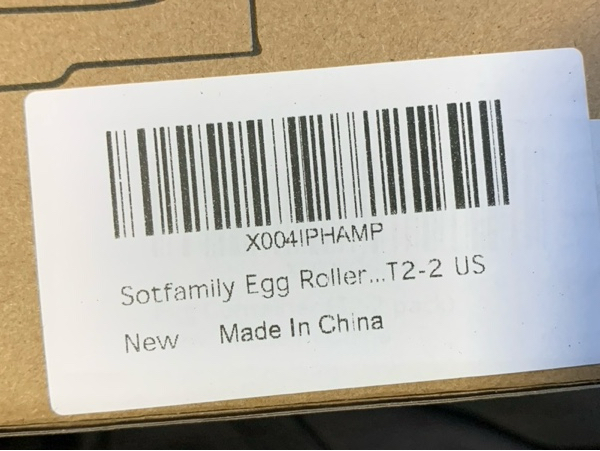 X004IPHAMP
Sotfamily Egg Roller...T2-2 US
New Made In China